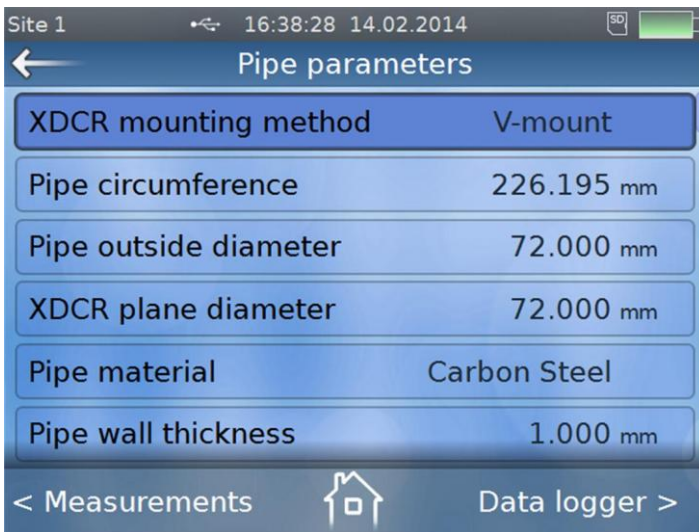 Site 1 16:38:28 14.02.2014 SD
Pipe parameters
XDCR mounting method V-mount
Pipe circumference 226.195 mm
Pipe outside diameter 72.000 mm
XDCR plane diameter 72.000 mm
Pipe material Carbon Steel
Pipe wall thickness 1.000 mm
< Measurements Data logger >